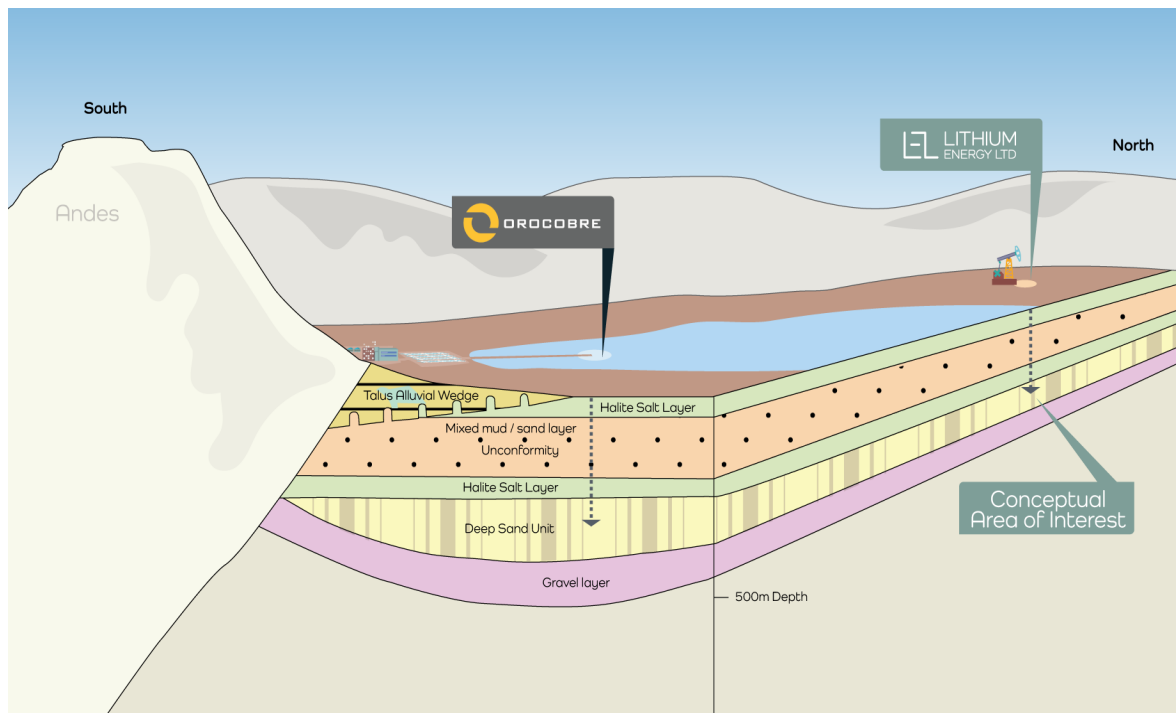 South
LITHIUM
ENERGY LTD
North
Andes
OROCOBRE
Talus Alluvial Wedge
Halite Salt Layer
Mixed mud / sand layer
Unconformity
Halite Salt Layer
Conceptual
Area of Interest
Deep Sand Unit
Gravel layer
500m Depth